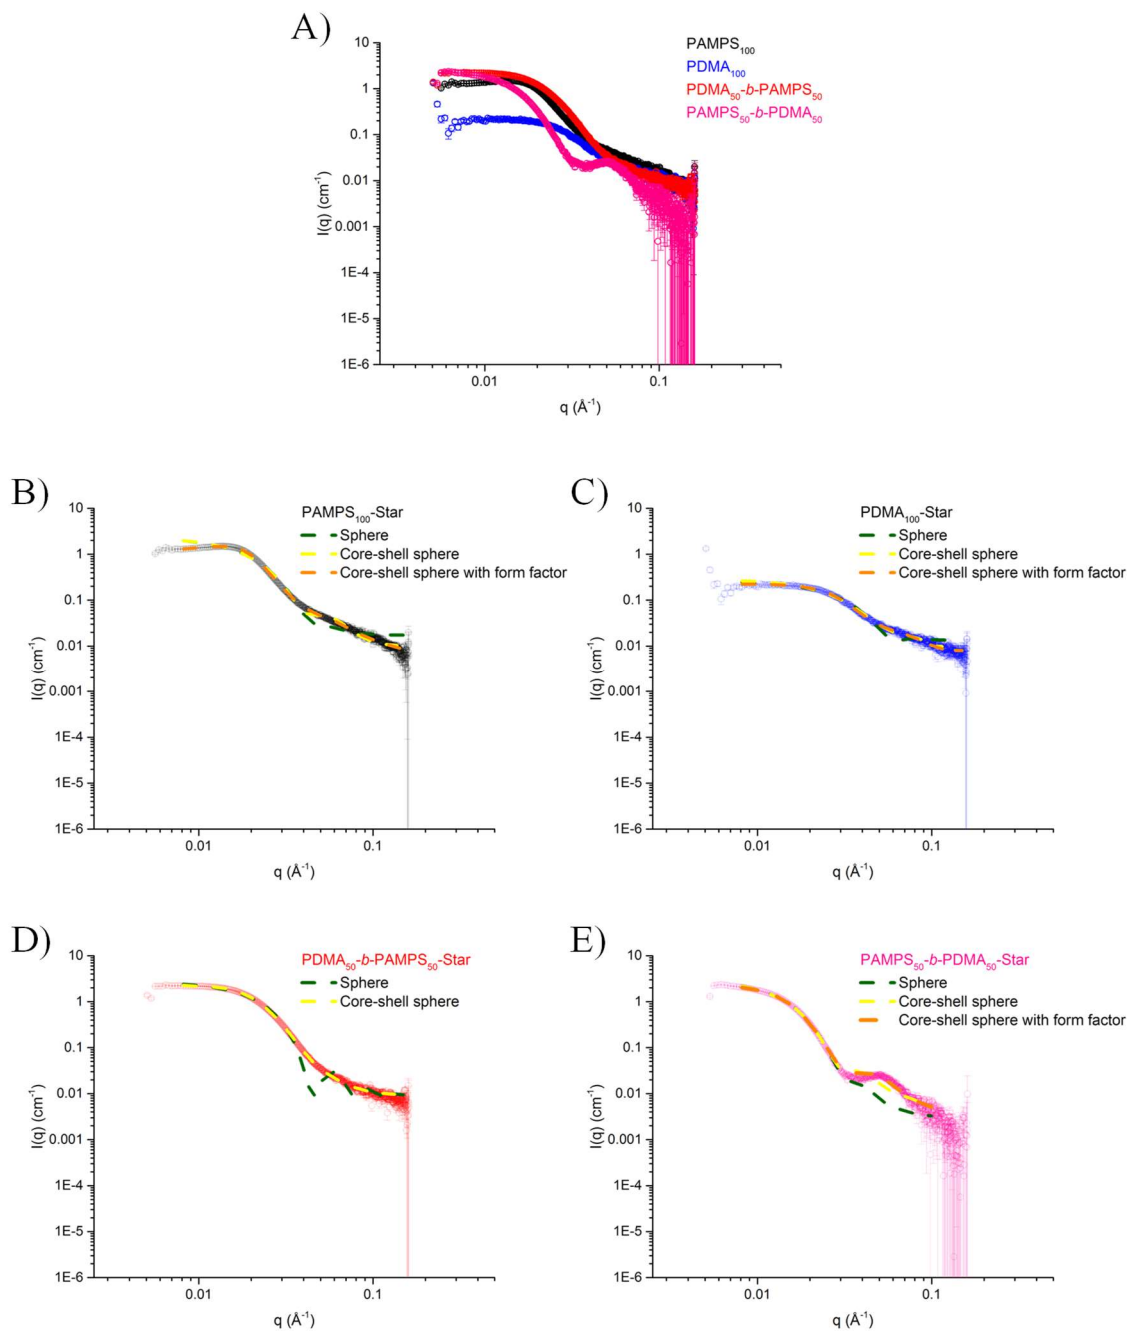 A)
10
1
0.1
0.01
0.001
1E-4
1E-5
1E-6
I(q) (cm⁻¹)
0.01
0.1
q (Å⁻¹)
PAMPS₁₀₀
PDMA₁₀₀
PDMA₅₀-b-PAMPS₅₀
PAMPS₅₀-b-PDMA₅₀
B)
10
1
0.1
0.01
0.001
1E-4
1E-5
1E-6
I(q) (cm⁻¹)
0.01
0.1
q (Å⁻¹)
PAMPS₁₀₀-Star
Sphere
Core-shell sphere
Core-shell sphere with form factor
C)
10
1
0.1
0.01
0.001
1E-4
1E-5
1E-6
I(q) (cm⁻¹)
0.01
0.1
q (Å⁻¹)
PDMA₁₀₀-Star
Sphere
Core-shell sphere
Core-shell sphere with form factor
D)
10
1
0.1
0.01
0.001
1E-4
1E-5
1E-6
I(q) (cm⁻¹)
0.01
0.1
q (Å⁻¹)
PDMA₅₀-b-PAMPS₅₀-Star
Sphere
Core-shell sphere
E)
10
1
0.1
0.01
0.001
1E-4
1E-5
1E-6
I(q) (cm⁻¹)
0.01
0.1
q (Å⁻¹)
PAMPS₅₀-b-PDMA₅₀-Star
Sphere
Core-shell sphere
Core-shell sphere with form factor